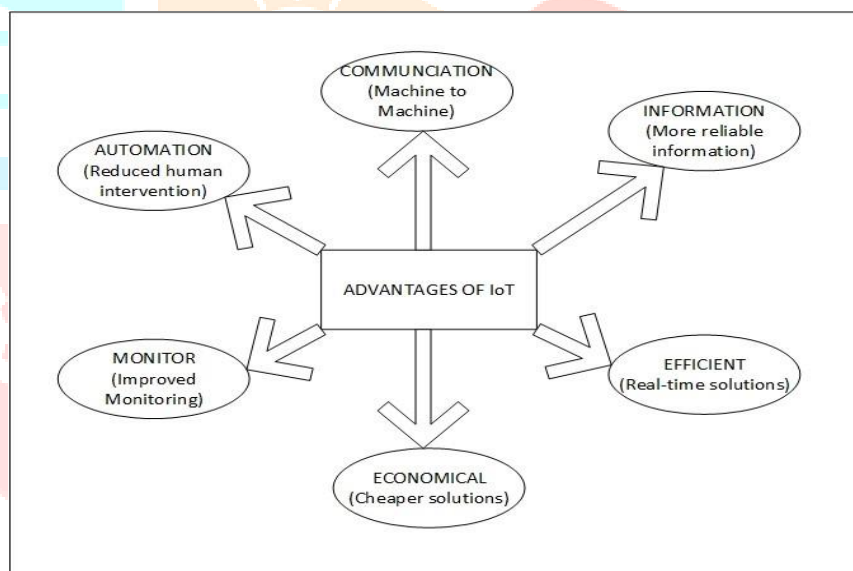 COMMUNCIATION
(Machine to
Machine)
INFORMATION
(More reliable
information)
AUTOMATION
(Reduced human
intervention)
ADVANTAGES OF IoT
MONITOR
(Improved
Monitoring)
EFFICIENT
(Real-time solutions)
ECONOMICAL
(Cheaper solutions)